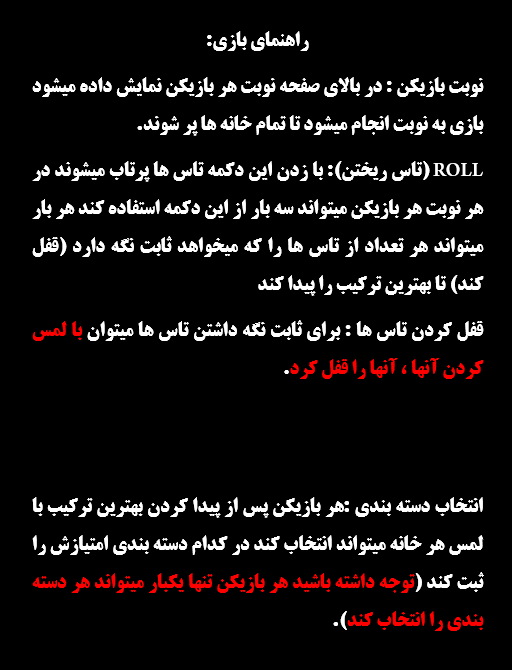 راهنمای بازی:
نوبت بازیکن : در بالای صفحه نوبت هر بازیکن نمایش داده میشود
بازی به نوبت انجام میشود تا تمام خانه ها پر شوند.
ROLL (تاس ریختن): با زدن این دکمه تاس ها پرتاب میشوند در
هر نوبت هر بازیکن میتواند سه بار از این دکمه استفاده کند هر بار
میتواند هر تعداد از تاس ها را که میخواهد ثابت نگه دارد (قفل
کند) تا بهترین ترکیب را پیدا کند
قفل کردن تاس ها : برای ثابت نگه داشتن تاس ها میتوان با لمس
کردن آنها ، آنها را قفل کرد.
انتخاب دسته بندی :هر بازیکن پس از پیدا کردن بهترین ترکیب با
لمس هر خانه میتواند انتخاب کند در کدام دسته بندی امتیازش را
ثبت کند (توجه داشته باشید هر بازیکن تنها یکبار میتواند هر دسته
بندی را انتخاب کند).